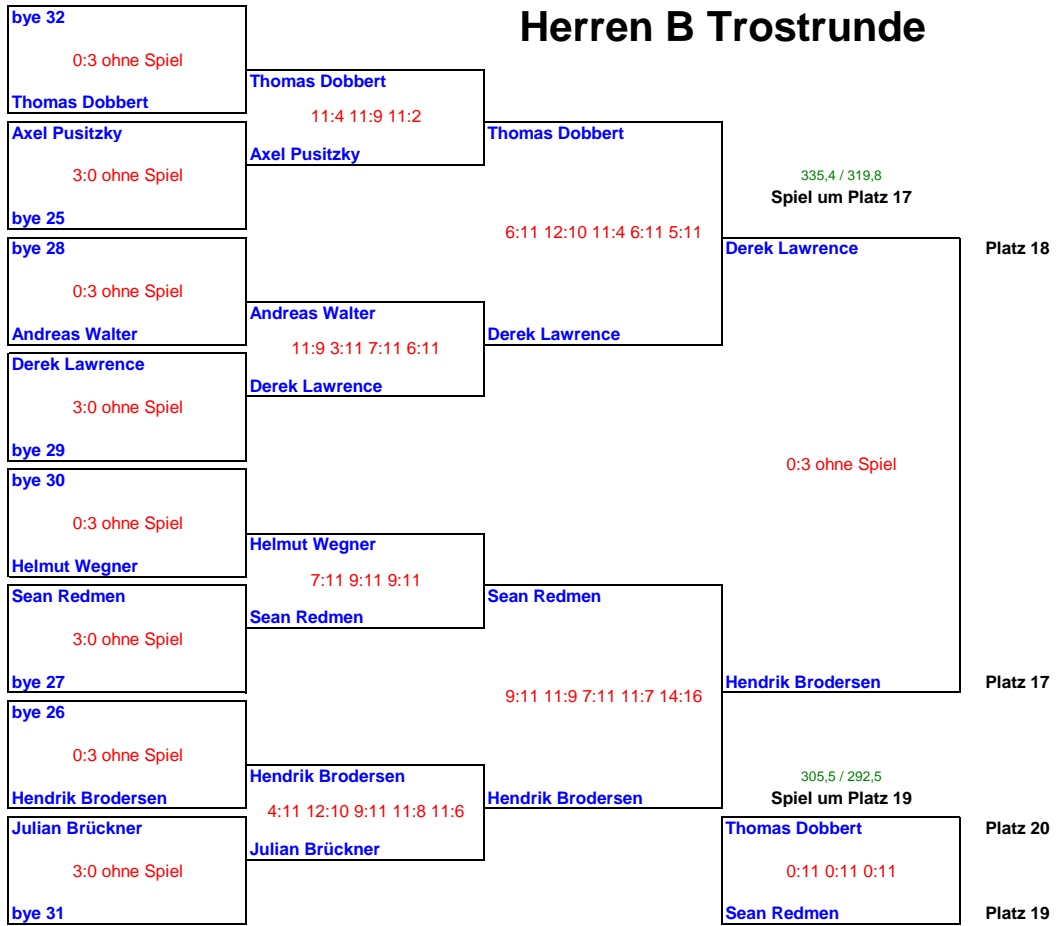 Herren B Trostrunde
bye 32
0:3 ohne Spiel
Thomas Dobbert
Axel Pusitzky
3:0 ohne Spiel
bye 25
bye 28
0:3 ohne Spiel
Andreas Walter
Derek Lawrence
3:0 ohne Spiel
bye 29
bye 30
0:3 ohne Spiel
Helmut Wegner
Sean Redmen
3:0 ohne Spiel
bye 27
bye 26
0:3 ohne Spiel
Hendrik Brodersen
Julian Brückner
3:0 ohne Spiel
bye 31
Thomas Dobbert
11:4 11:9 11:2
Axel Pusitzky
Andreas Walter
11:9 3:11 7:11 6:11
Derek Lawrence
Helmut Wegner
7:11 9:11 9:11
Sean Redmen
Hendrik Brodersen
4:11 12:10 9:11 11:8 11:6
Julian Brückner
Thomas Dobbert
6:11 12:10 11:4 6:11 5:11
Derek Lawrence
Sean Redmen
9:11 11:9 7:11 11:7 14:16
Hendrik Brodersen
335,4 / 319,8
Spiel um Platz 17
Derek Lawrence
Platz 18
0:3 ohne Spiel
Hendrik Brodersen
Platz 17
305,5 / 292,5
Spiel um Platz 19
Thomas Dobbert
Platz 20
0:11 0:11 0:11
Sean Redmen
Platz 19